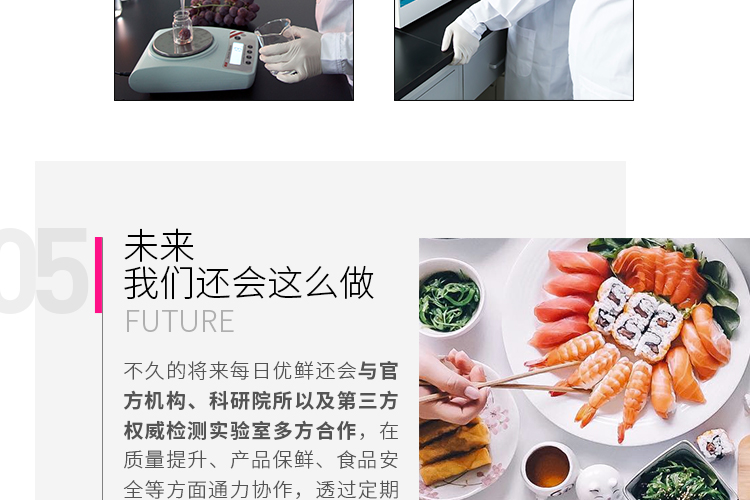 05
未来
我们还会这么做
FUTURE
不久的将来每日优鲜还会与官
方机构、科研院所以及第三方
权威检测实验室多方合作，在
质量提升、产品保鲜、食品安
全等方面通力协作，透过定期